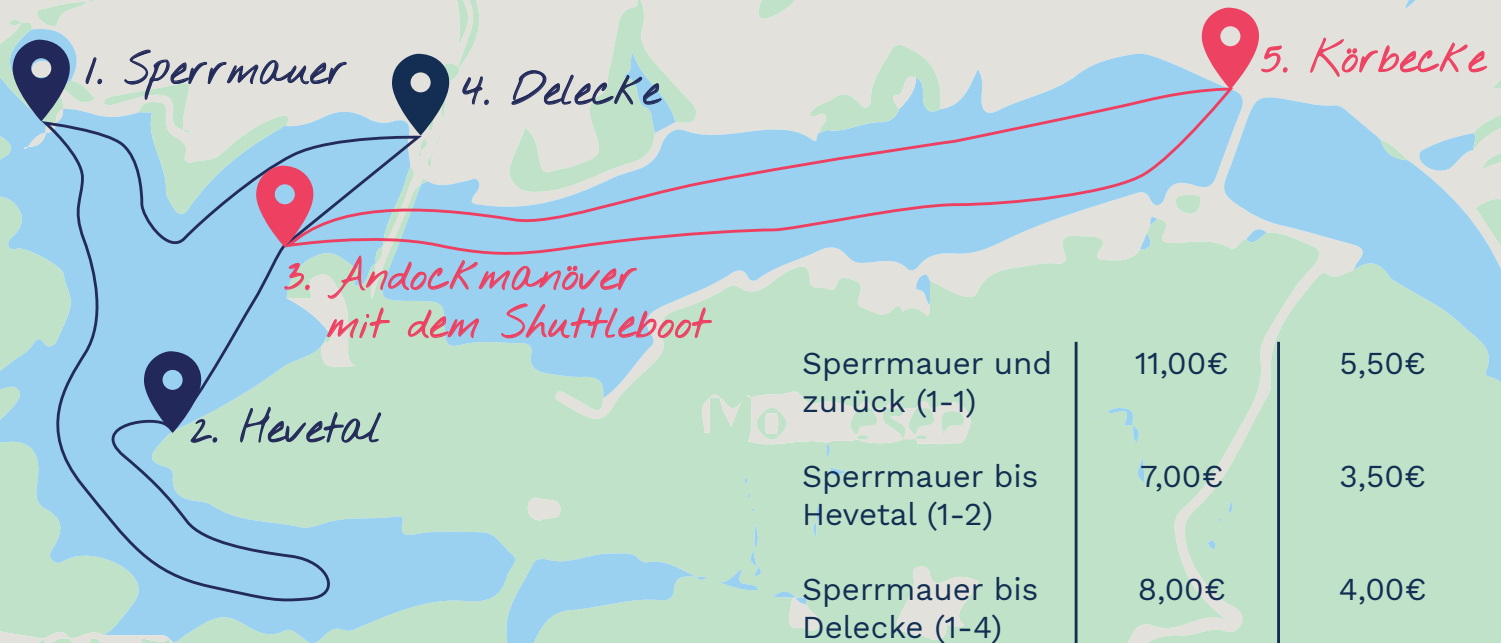 1. Sperrmauer
4. Delecke
5. Körbecke
3. Andockmanöver
mit dem Shuttleboot
2. Hevetal
Sperrmauer und
zurück (1-1)
11,00€
5,50€
Sperrmauer bis
Hevetal (1-2)
7,00€
3,50€
Sperrmauer bis
Delecke (1-4)
8,00€
4,00€